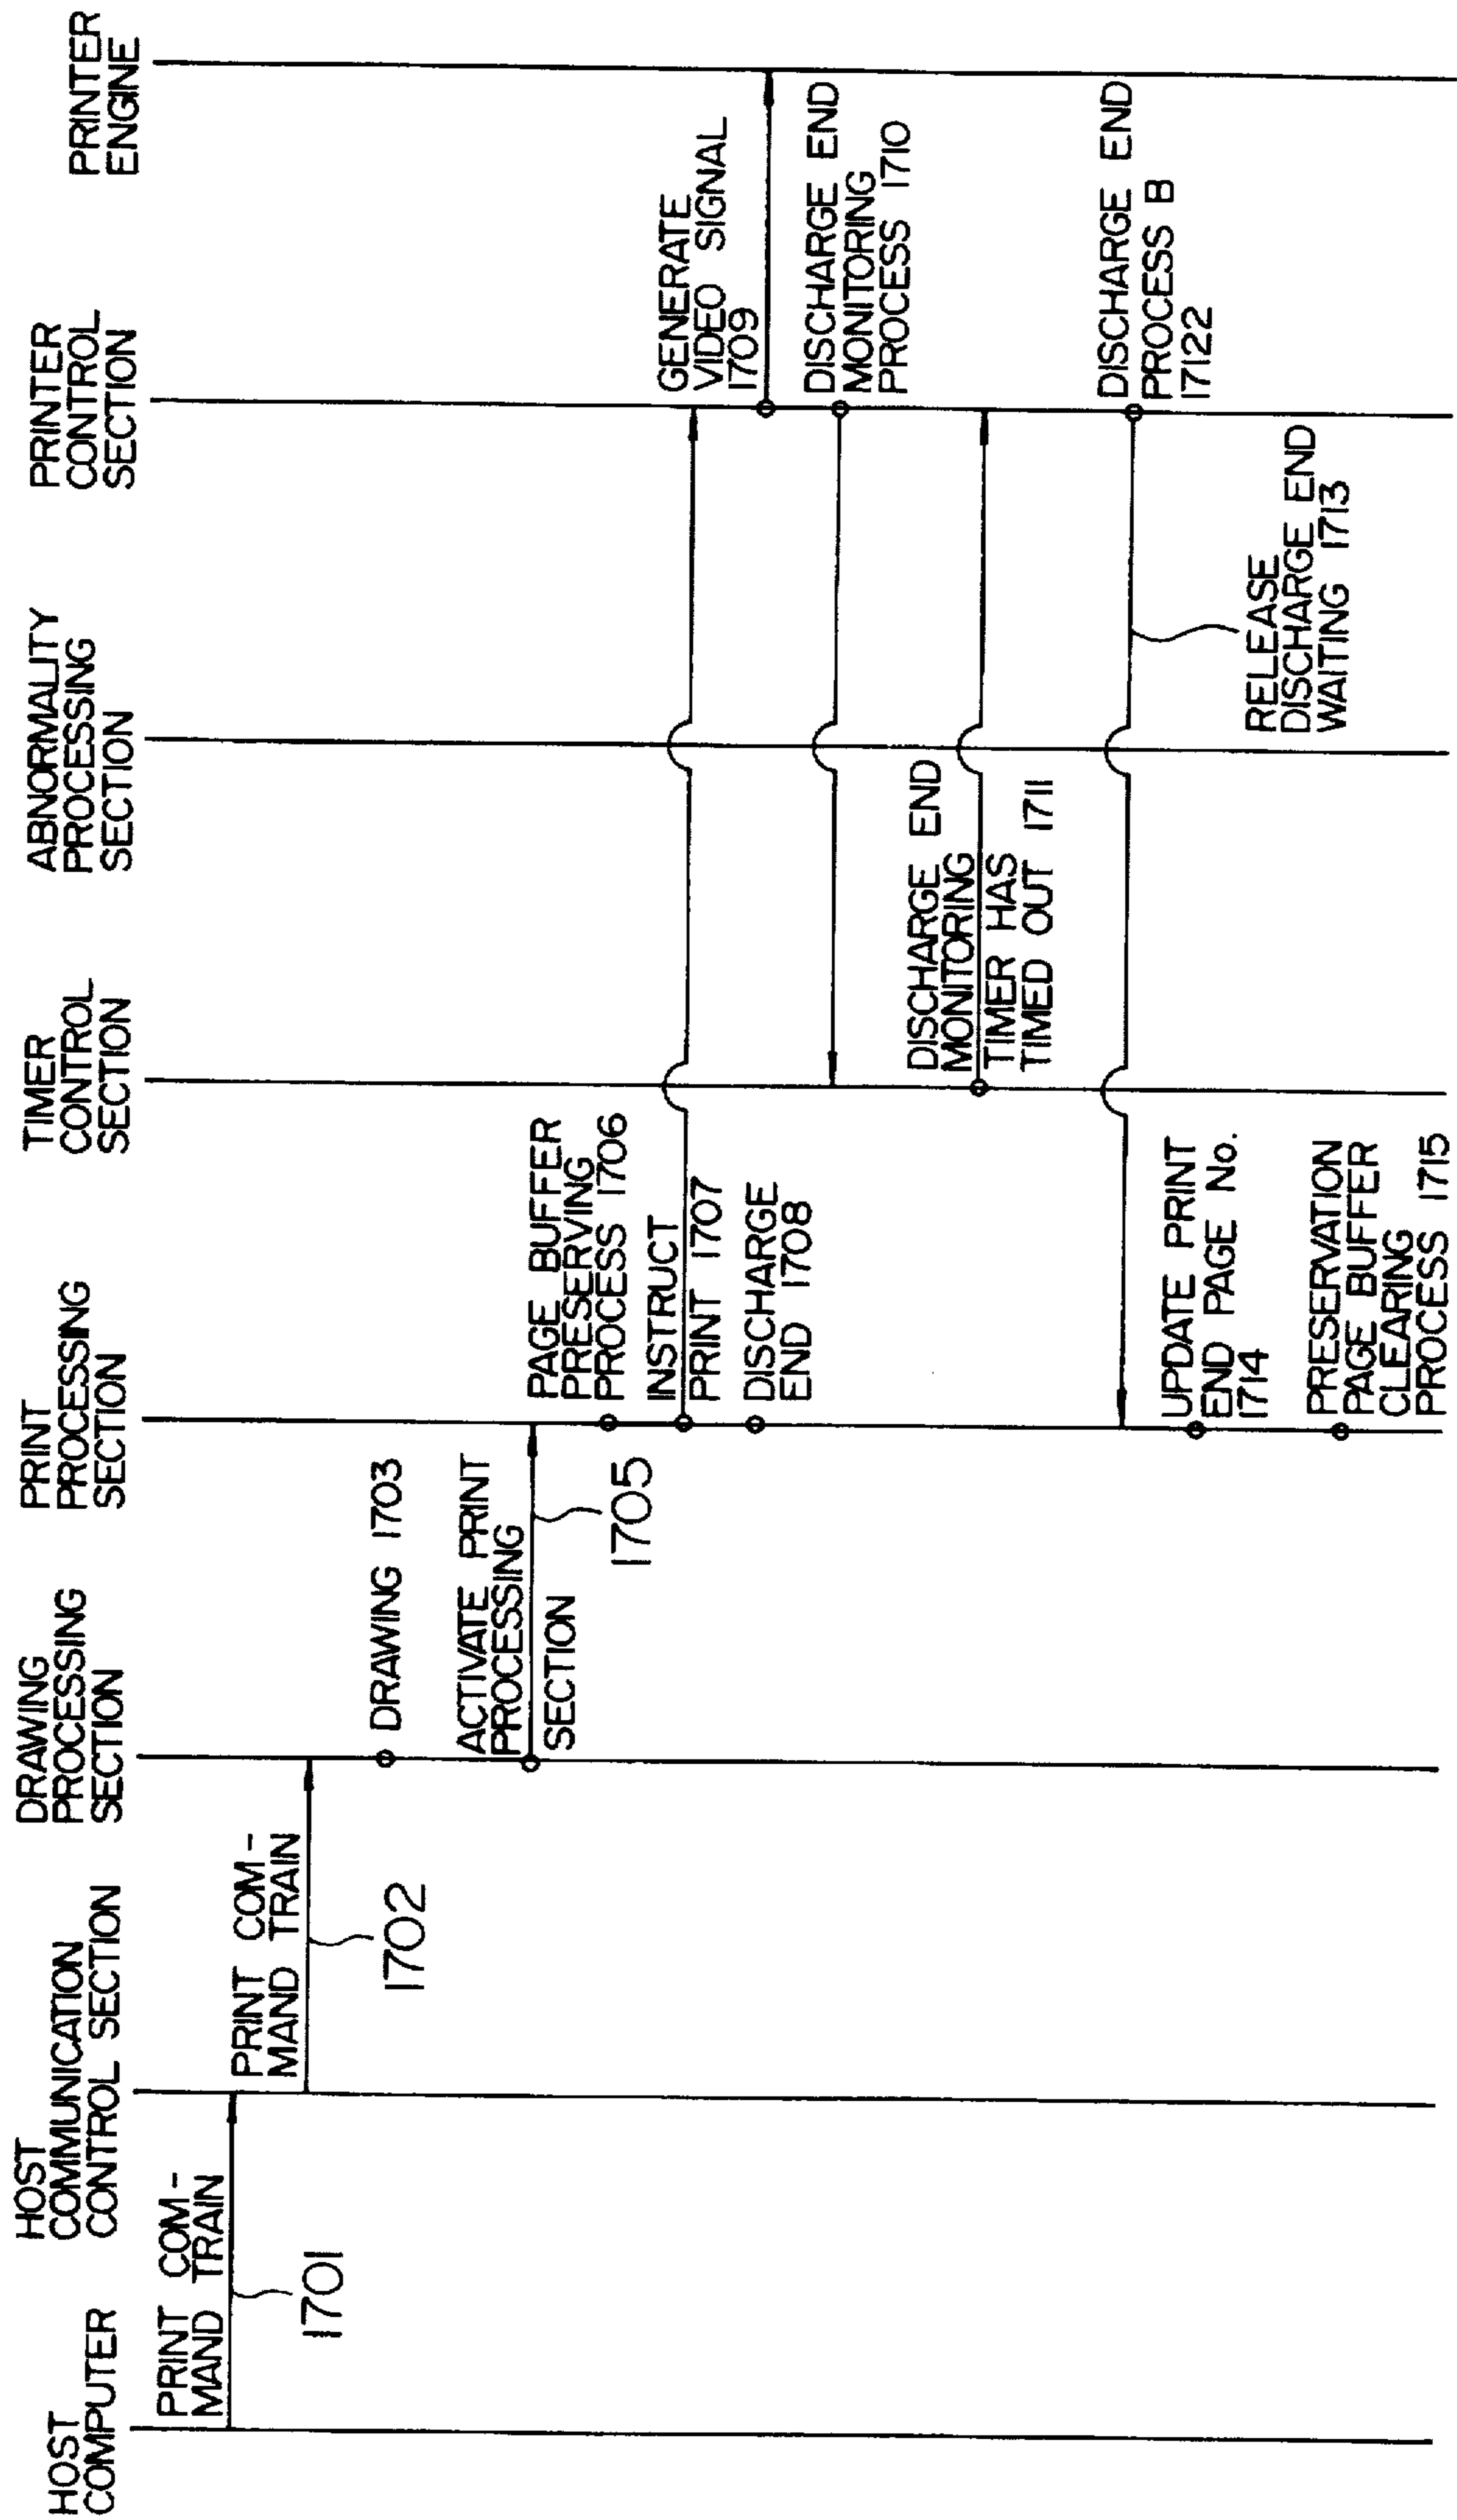 HOST
COMPUTER
HOST
COMMUNICATION
CONTROL SECTION
DRAWING
PROCESSING
SECTION
PRINT
PROCESSING
SECTION
TIMER
CONTROL
SECTION
ABNORMALITY
PROCESSING
SECTION
PRINTER
CONTROL
SECTION
PRINTER
ENGINE
PRINT COM-
MAND TRAIN
1701
PRINT COM-
MAND TRAIN
1702
DRAWING 1703
ACTIVATE PRINT
PROCESSING
SECTION
1705
PAGE BUFFER
PRESERVING
PROCESS 1706
INSTRUCT
PRINT 1707
DISCHARGE
END 1708
GENERATE
VIDEO SIGNAL
1709
DISCHARGE END
MONITORING
PROCESS 1710
DISCHARGE END
MONITORING
TIMER HAS
TIMED OUT 1711
DISCHARGE END
PROCESS B
17122
RELEASE
DISCHARGE END
WAITING 1713
UPDATE PRINT
END PAGE No.
1714
PRESERVATION
PAGE BUFFER
CLEARING
PROCESS 1715